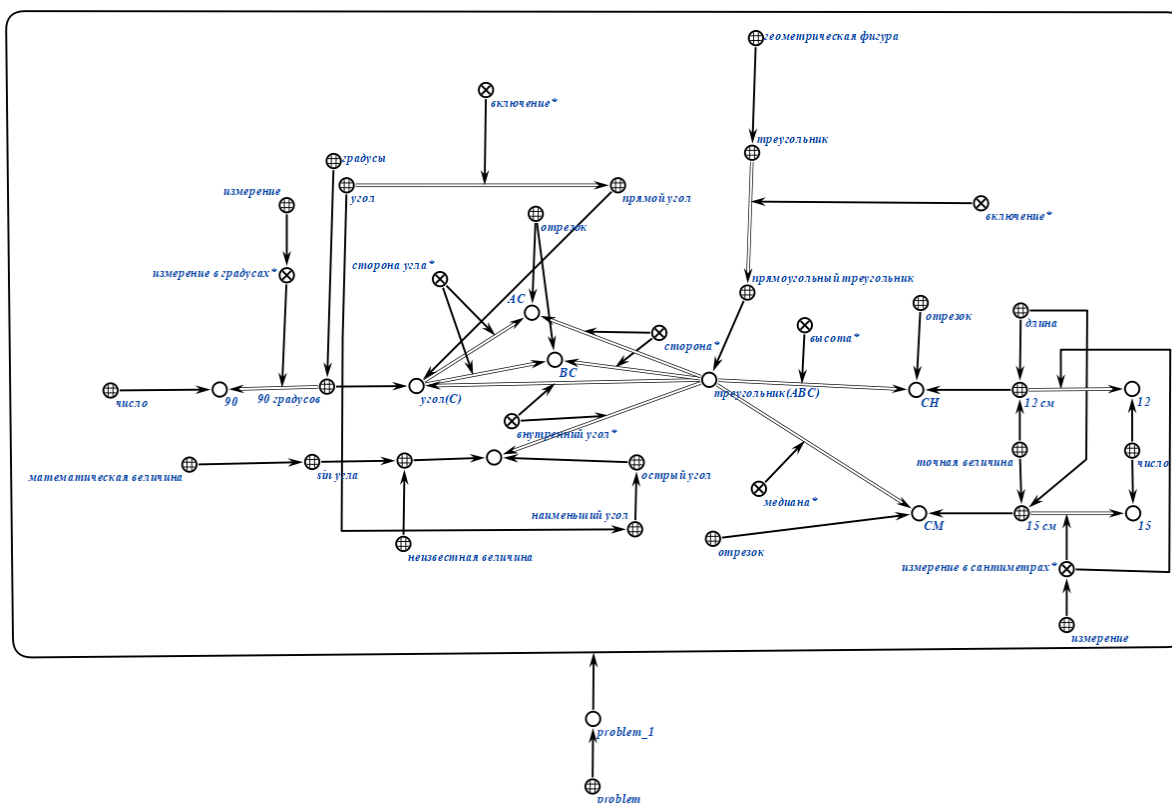 геометрическая фигура
включение*
треугольник
градусы
измерение
угол
прямой угол
включение*
отрезок
сторона угла*
измерение в градусах*
прямоугольный треугольник
AC
отрезок
длина
сторона*
высота*
BC
число
90
90 градусов
угол(C)
треугольник(ABC)
CH
12 см
12
внутренний угол*
математическая величина
sin угла
острый угол
точная величина
число
медиана*
наименьший угол
неизвестная величина
отрезок
CM
15 см
15
измерение в сантиметрах*
измерение
problem_1
problem